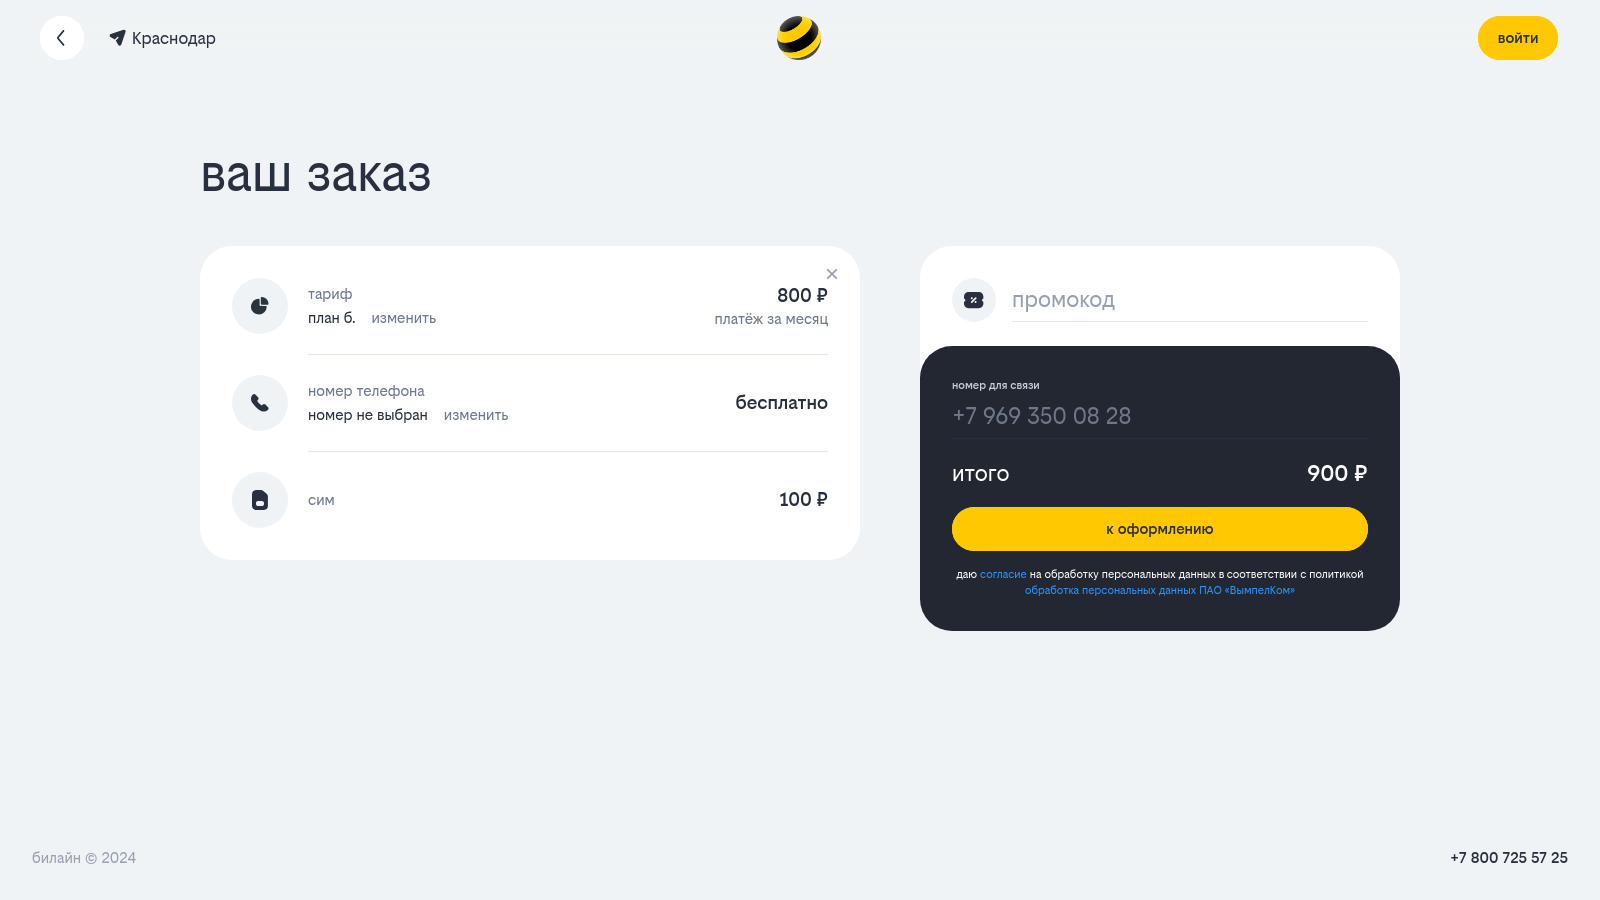 Краснодар
войти
ваш заказ
тариф
план б. изменить
800 ₽
платёж за месяц
номер телефона
номер не выбран изменить
бесплатно
сим
100 ₽
промокод
номер для связи
+7 969 350 08 28
итого
900 ₽
к оформлению
даю согласие на обработку персональных данных в соответствии с политикой
обработка персональных данных ПАО «ВымпелКом»
билайн © 2024
+7 800 725 57 25